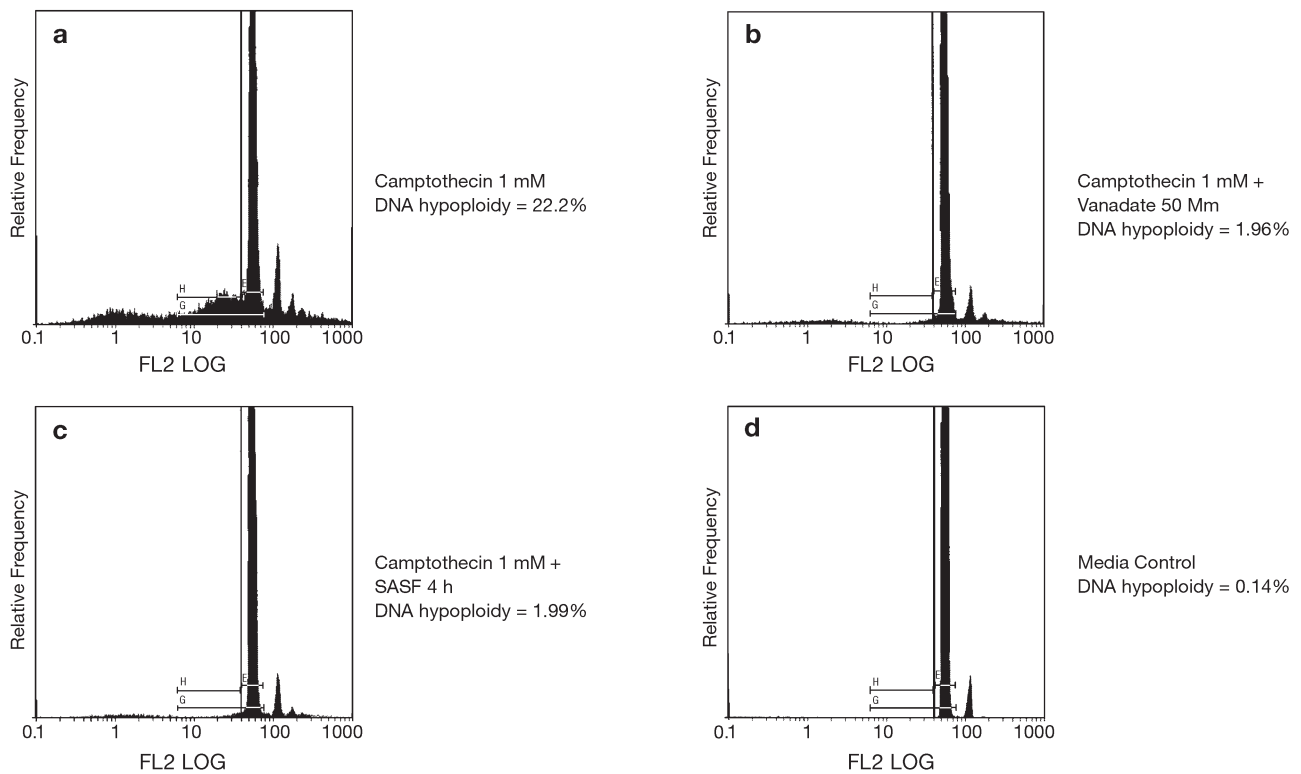 a
Relative Frequency
H
E
G
0.1 1 10 100 1000
FL2 LOG
Camptothecin 1 mM
DNA hypoploidy = 22.2%
b
Relative Frequency
H
E
G
0.1 1 10 100 1000
FL2 LOG
Camptothecin 1 mM +
Vanadate 50 Mm
DNA hypoploidy = 1.96%
c
Relative Frequency
H
E
G
0.1 1 10 100 1000
FL2 LOG
Camptothecin 1 mM +
SASF 4 h
DNA hypoploidy = 1.99%
d
Relative Frequency
H
E
G
0.1 1 10 100 1000
FL2 LOG
Media Control
DNA hypoploidy = 0.14%